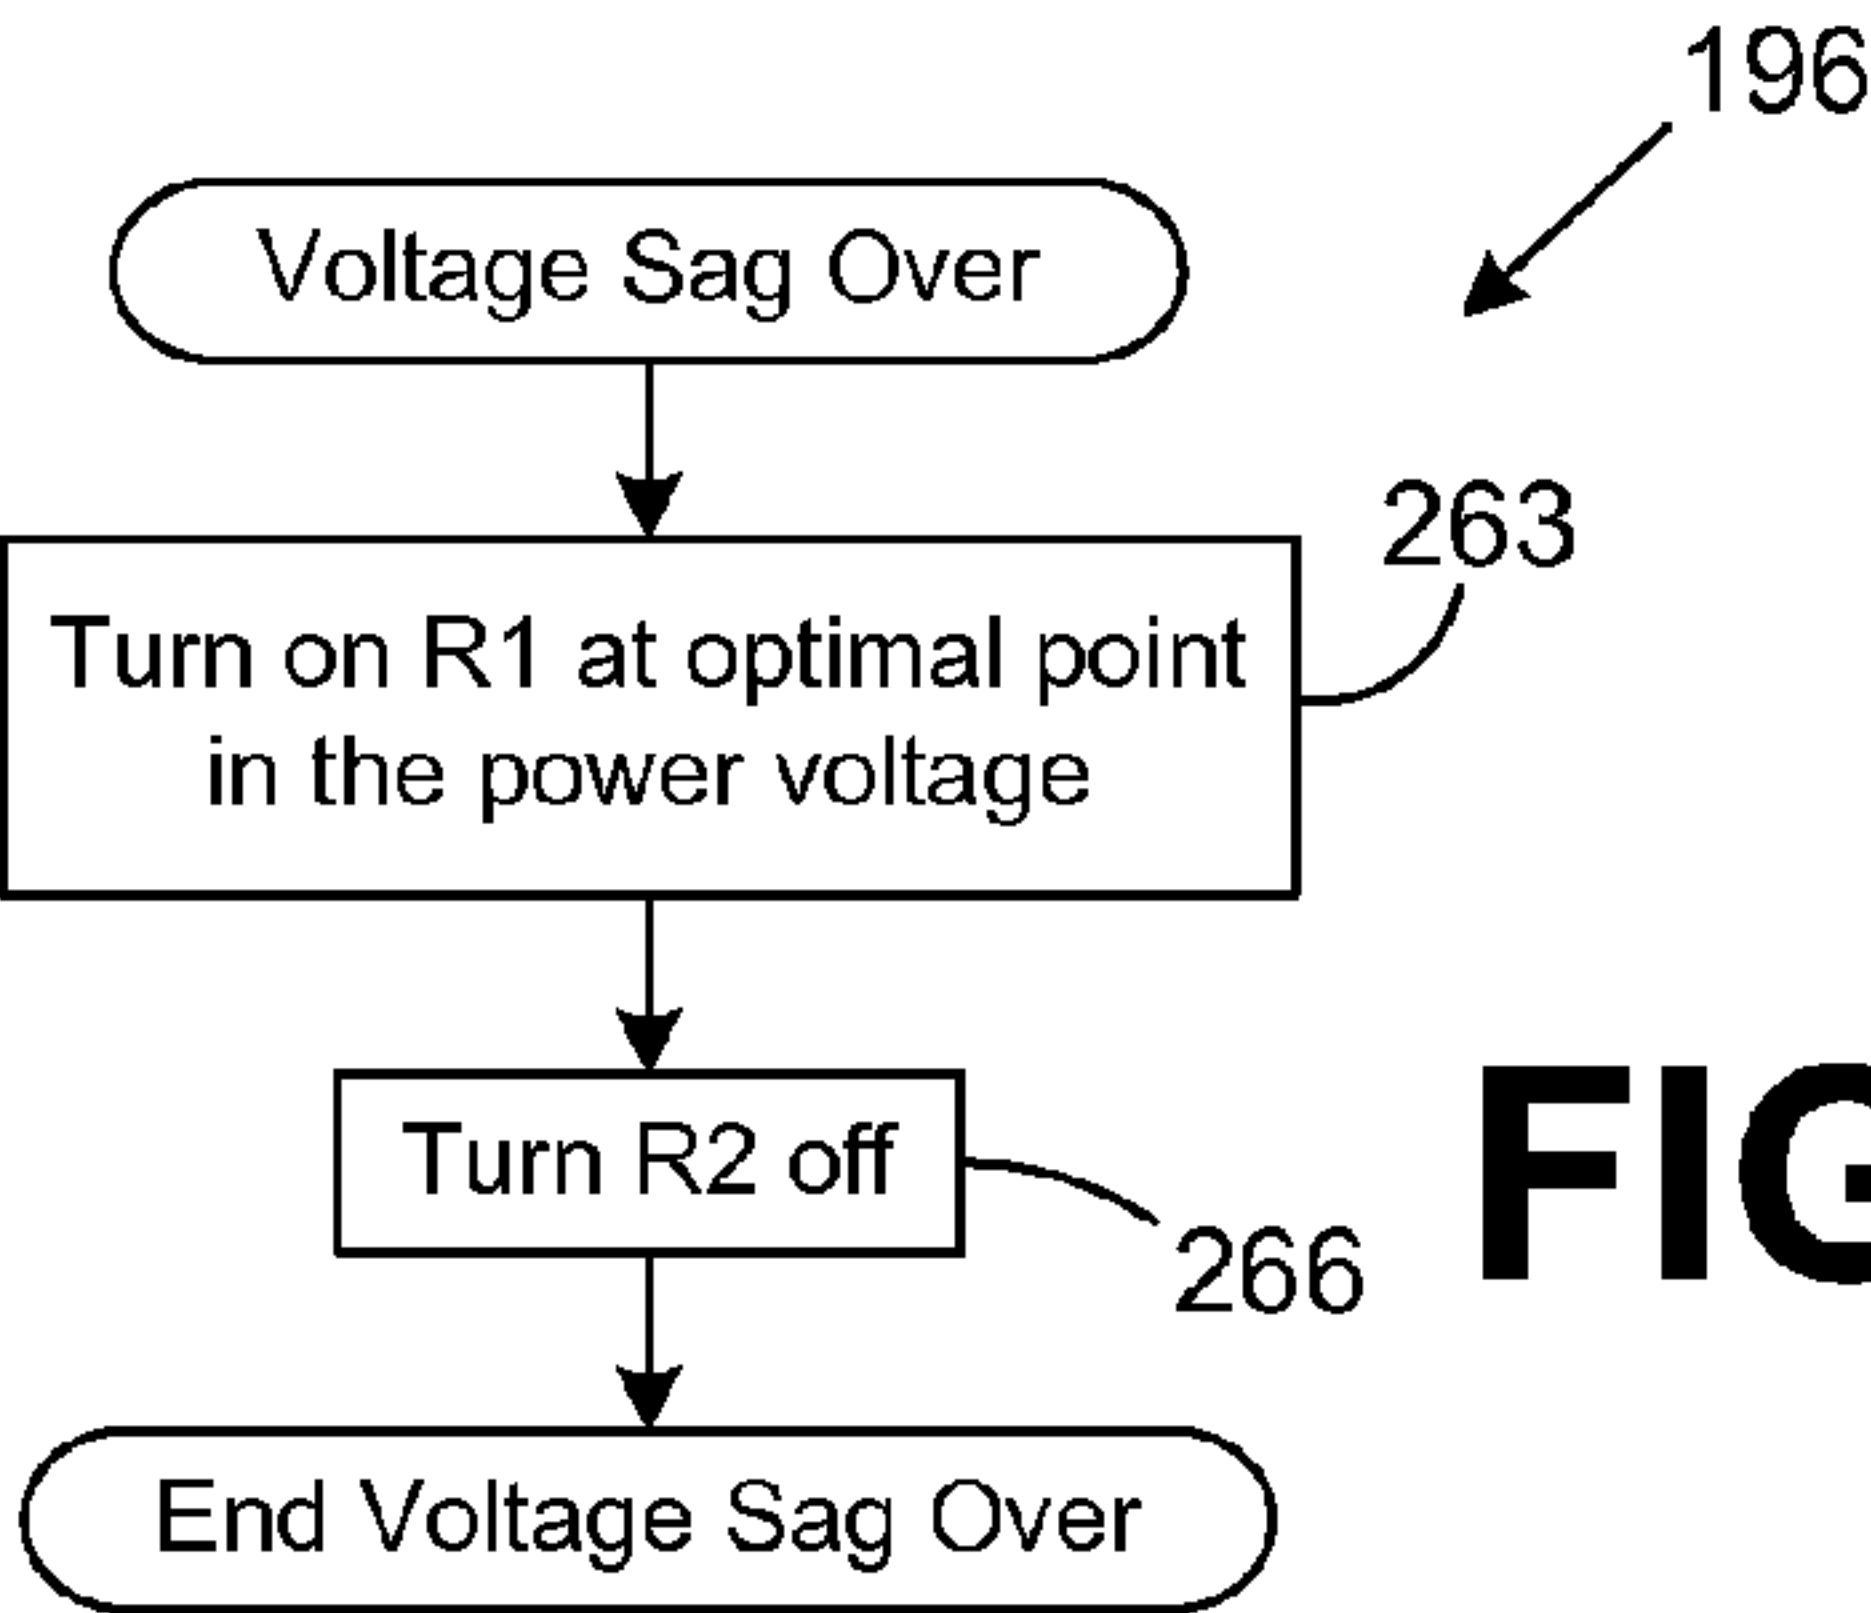 196
Voltage Sag Over
263
Turn on R1 at optimal point
in the power voltage
Turn R2 off
266
FIG
End Voltage Sag Over